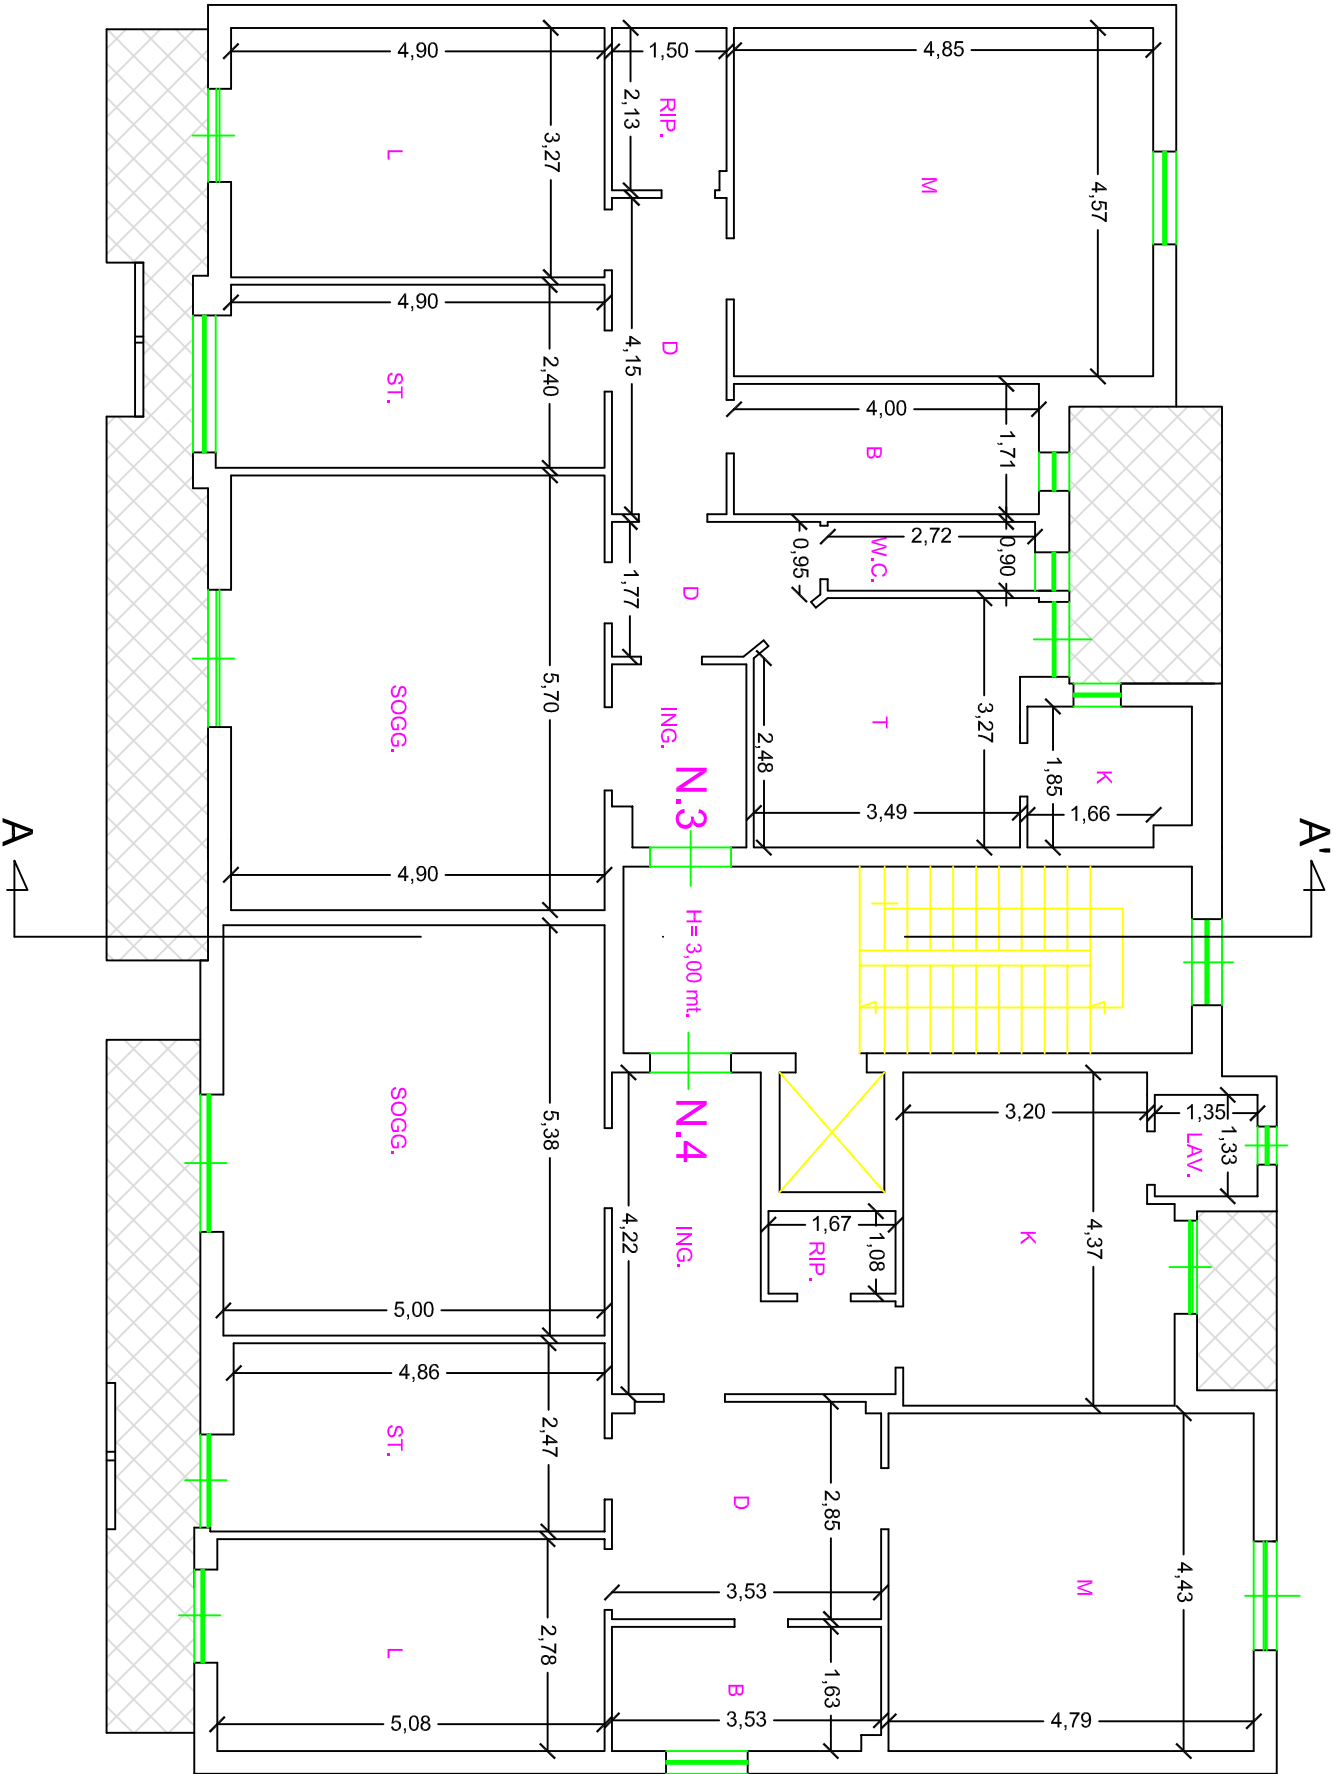 4,90
1,50
4,85
2,13
RIP.
3,27
L
M
4,57
4,90
D
4,15
2,40
ST.
4,00
B
1,71
2,72
W.C.
0,95
0,90
1,77
D
5,70
SOGG.
ING.
N.3
T
3,27
2,48
K
1,85
3,49
1,66
4,90
A
A'
H= 3,00 mt.
SOGG.
5,38
N.4
3,20
1,35
1,33
LAV.
4,22
ING.
1,67
RIP.
1,08
K
4,37
5,00
4,86
ST.
2,47
D
2,85
M
4,43
3,53
L
2,78
B
1,63
5,08
3,53
4,79